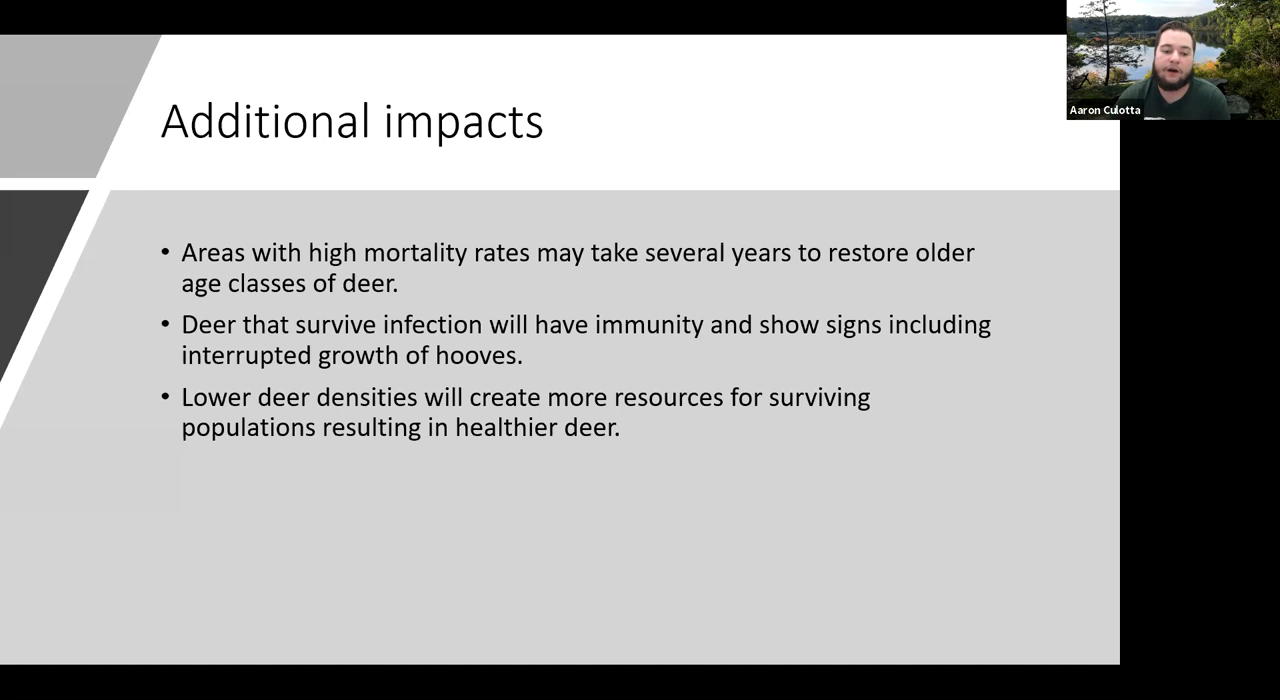 Additional impacts
• Areas with high mortality rates may take several years to restore older
age classes of deer.
• Deer that survive infection will have immunity and show signs including
interrupted growth of hooves.
• Lower deer densities will create more resources for surviving
populations resulting in healthier deer.
Aaron Culotta